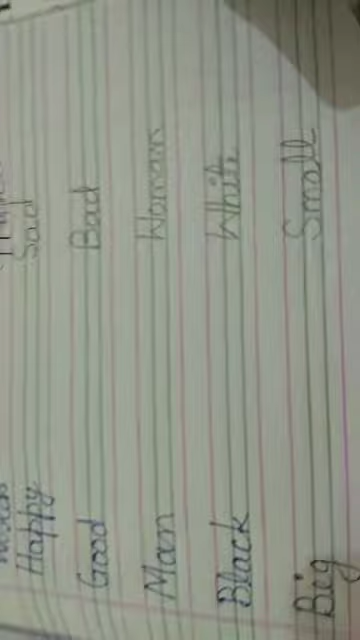 Happy Sad
Good Bad
Man Woman
Black White
Big Small